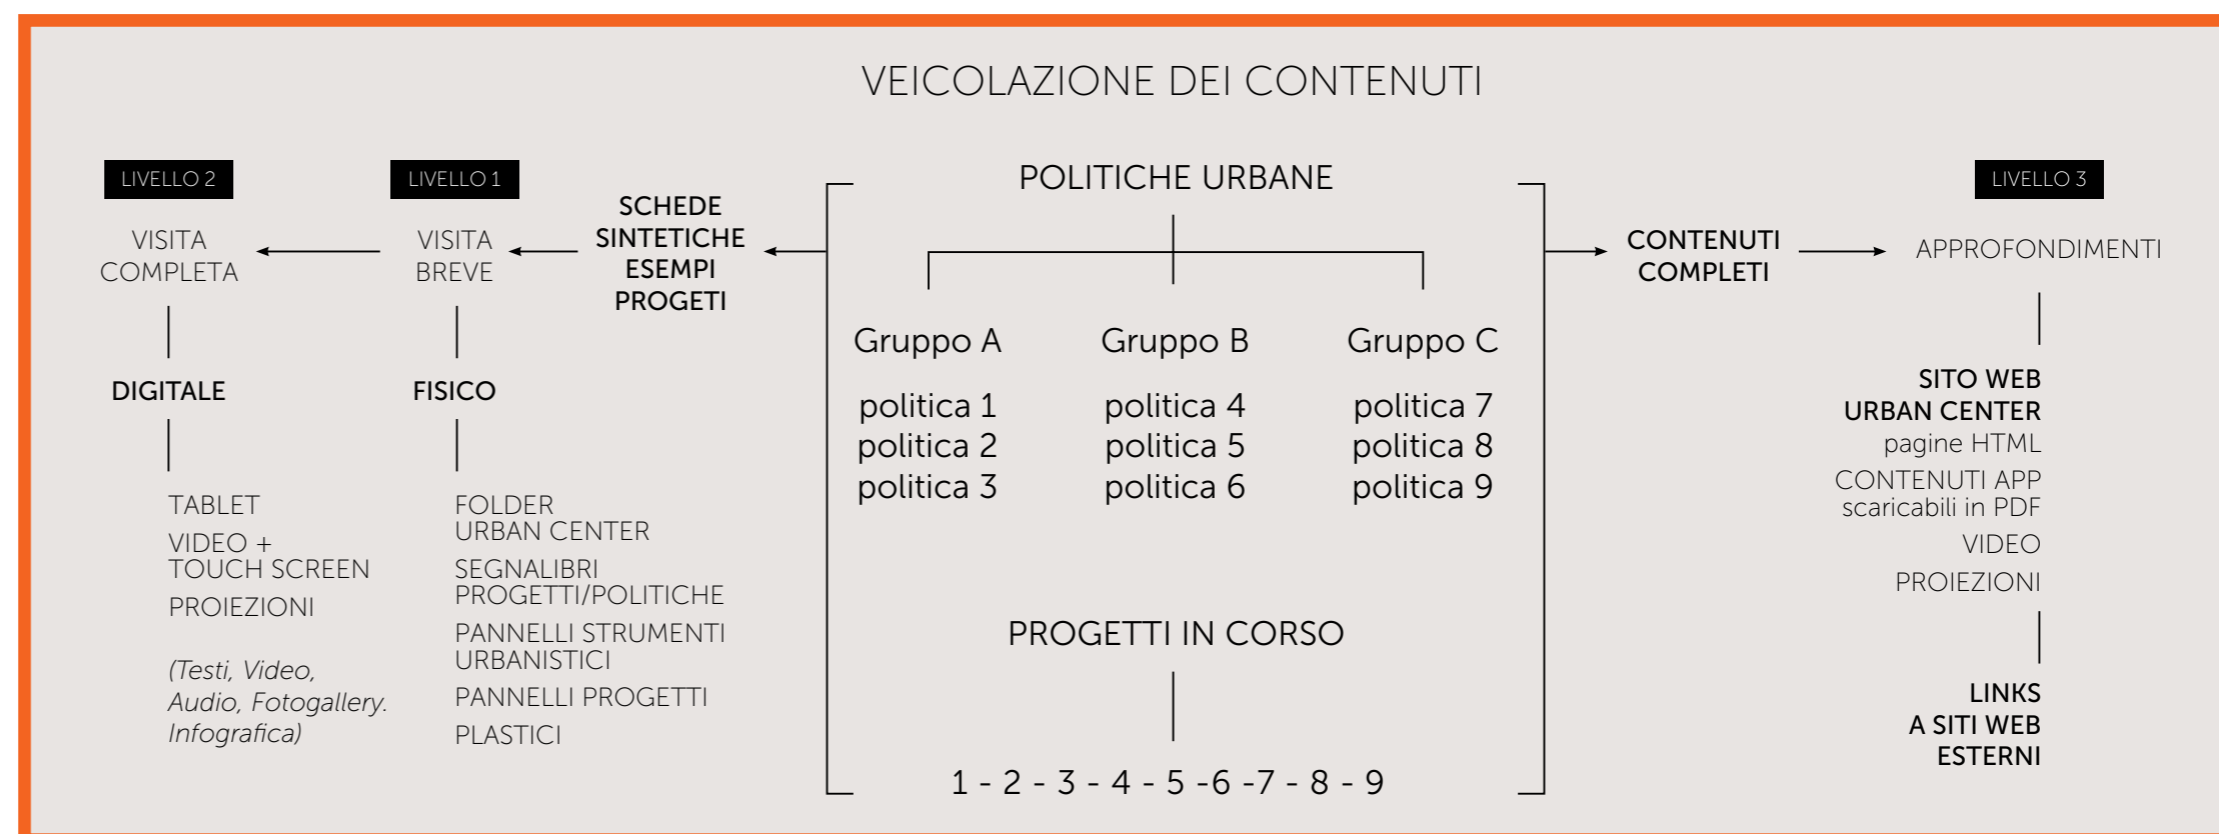 VEICOLAZIONE DEI CONTENUTI
LIVELLO 2
VISITA
COMPLETA
DIGITALE
TABLET
VIDEO +
TOUCH SCREEN
PROIEZIONI
(Testi, Video,
Audio, Fotogallery.
Infografica)
LIVELLO 1
VISITA
BREVE
FISICO
FOLDER
URBAN CENTER
SEGNALIBRI
PROGETTI/POLITICHE
PANNELLI STRUMENTI
URBANISTICI
PANNELLI PROGETTI
PLASTICI
SCHEDE
SINTETICHE
ESEMPI
PROGETI
POLITICHE URBANE
Gruppo A
politica 1
politica 2
politica 3
Gruppo B
politica 4
politica 5
politica 6
Gruppo C
politica 7
politica 8
politica 9
PROGETTI IN CORSO
1 - 2 - 3 - 4 - 5 -6 -7 - 8 - 9
CONTENUTI
COMPLETI
LIVELLO 3
APPROFONDIMENTI
SITO WEB
URBAN CENTER
pagine HTML
CONTENUTI APP
scaricabili in PDF
VIDEO
PROIEZIONI
LINKS
A SITI WEB
ESTERNI